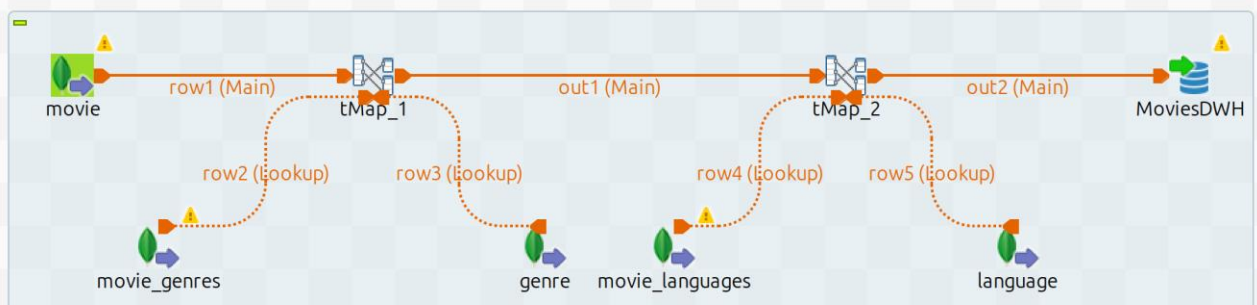 row1 (Main)
out1 (Main)
out2 (Main)
movie
tMap_1
tMap_2
MoviesDWH
row2 (Lookup)
row3 (Lookup)
row4 (Lookup)
row5 (Lookup)
movie_genres
genre
movie_languages
language